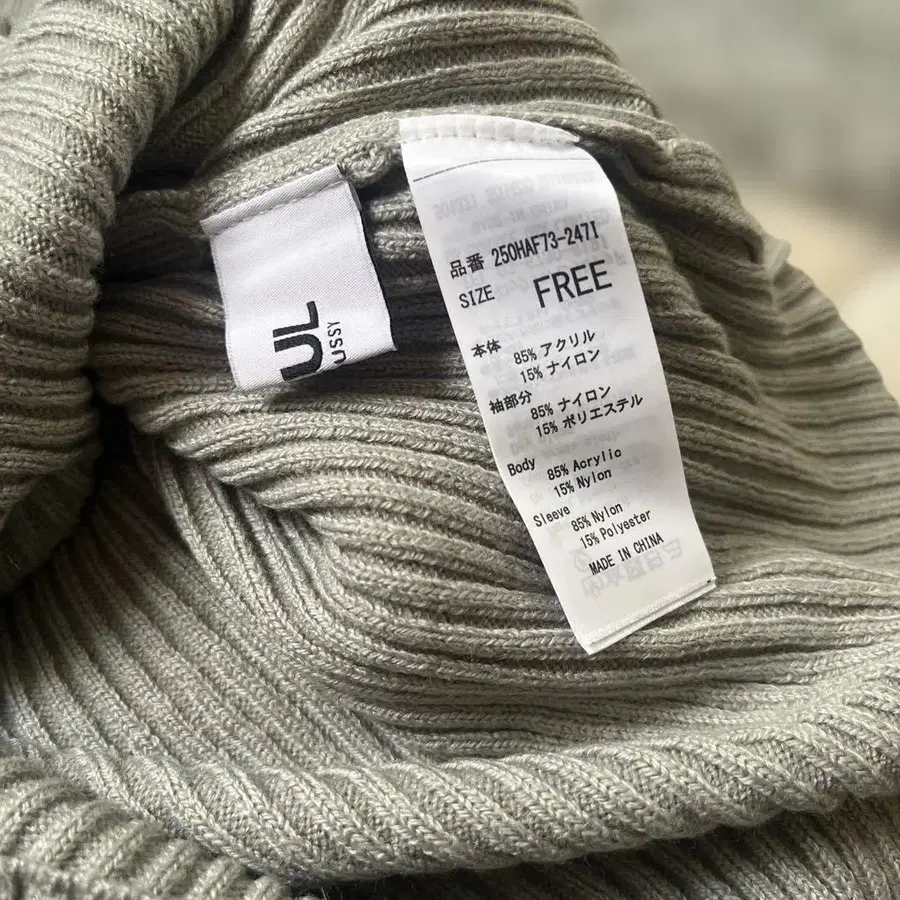 UL
USSY
品番 250HAF73-247I
SIZE FREE
本体 85% アクリル
15% ナイロン
袖部分 85% ナイロン
15% ポリエステル
Body 85% Acrylic
15% Nylon
Sleeve 85% Nylon
15% Polyester
MADE IN CHINA